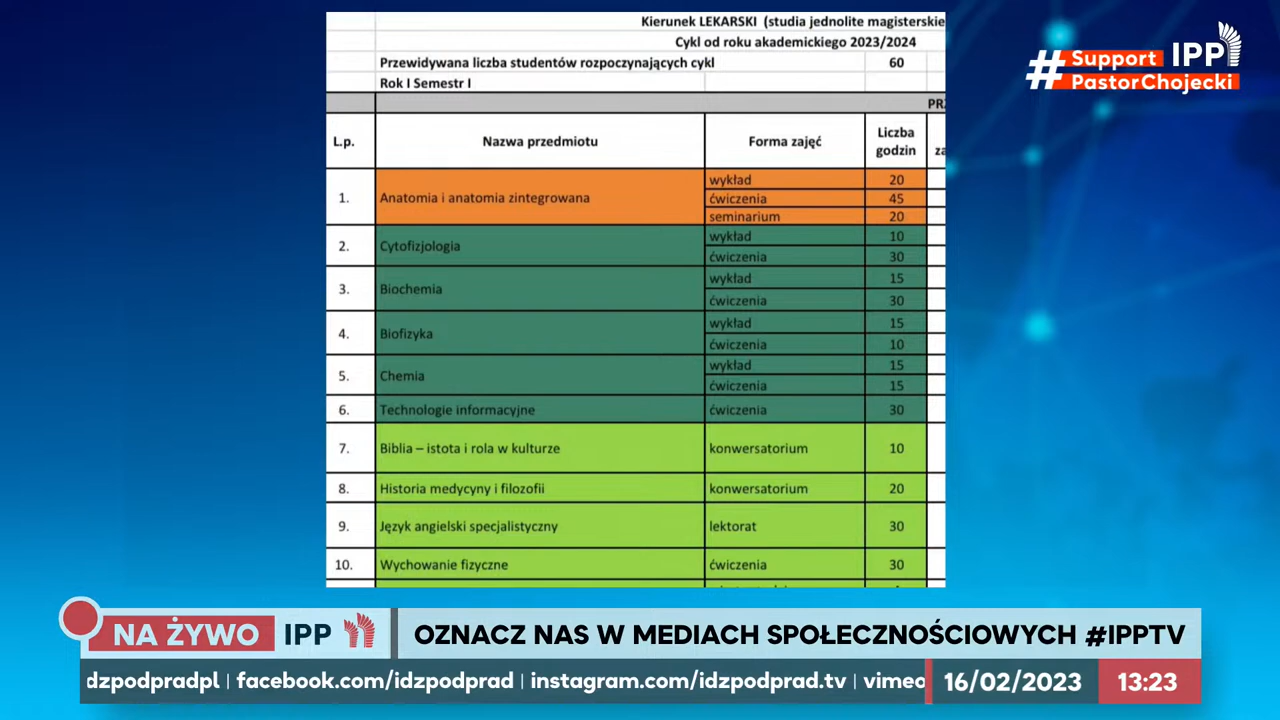 Kierunek LEKARSKI (studia jednolite magisterskie
Cykl od roku akademickiego 2023/2024
Przewidywana liczba studentów rozpoczynających cykl 60
Rok I Semestr I
L.p. Nazwa przedmiotu Forma zajęć Liczba godzin
1. Anatomia i anatomia zintegrowana wykład 20
ćwiczenia 45
seminarium 20
2. Cytofizjologia wykład 10
ćwiczenia 30
3. Biochemia wykład 15
ćwiczenia 30
4. Biofizyka wykład 15
ćwiczenia 10
5. Chemia wykład 15
ćwiczenia 15
6. Technologie informacyjne ćwiczenia 30
7. Biblia – istota i rola w kulturze konwersatorium 10
8. Historia medycyny i filozofii konwersatorium 20
9. Język angielski specjalistyczny lektorat 30
10. Wychowanie fizyczne ćwiczenia 30
#Support IPP
PastorChojecki
NA ŻYWO IPP OZNACZ NAS W MEDIACH SPOŁECZNOŚCIOWYCH #IPPTV
dzpodpradpl | facebook.com/idzpodprad | instagram.com/idzpodprad.tv | vimeo 16/02/2023 13:23